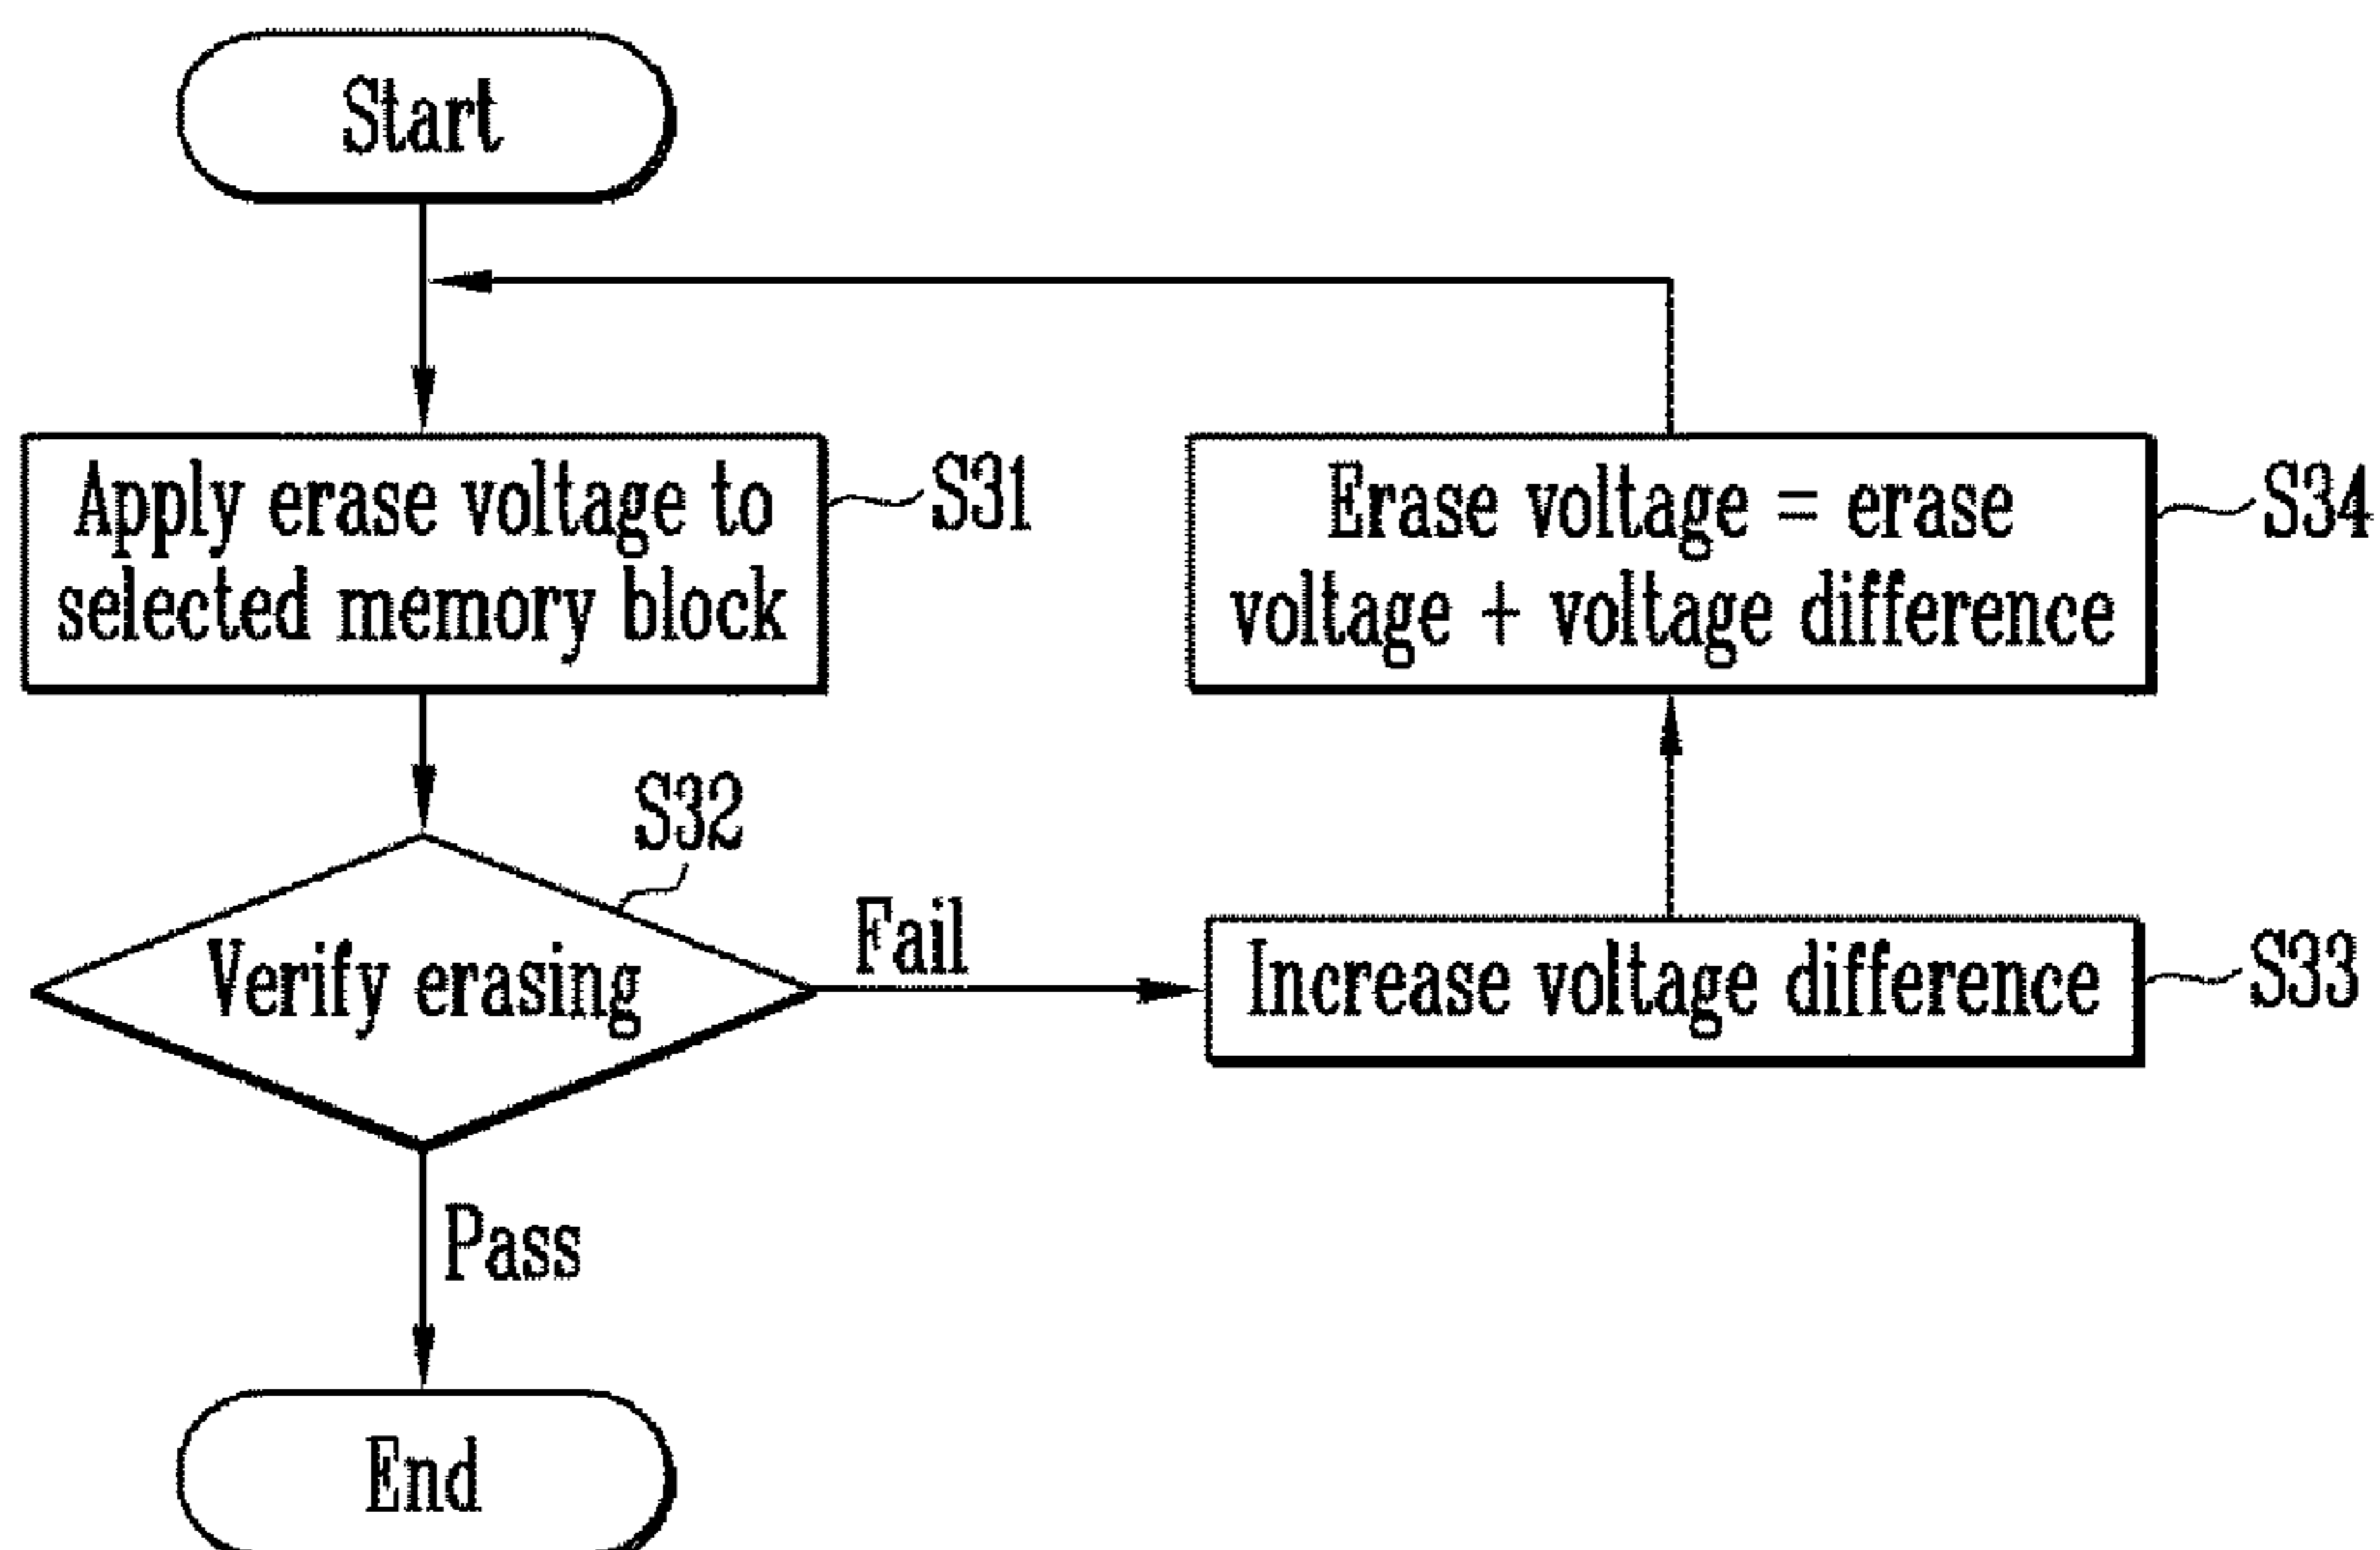 Start
Apply erase voltage to
selected memory block
S31
Erase voltage = erase
voltage + voltage difference
S34
S32
Verify erasing
Fail
Increase voltage difference
S33
Pass
End